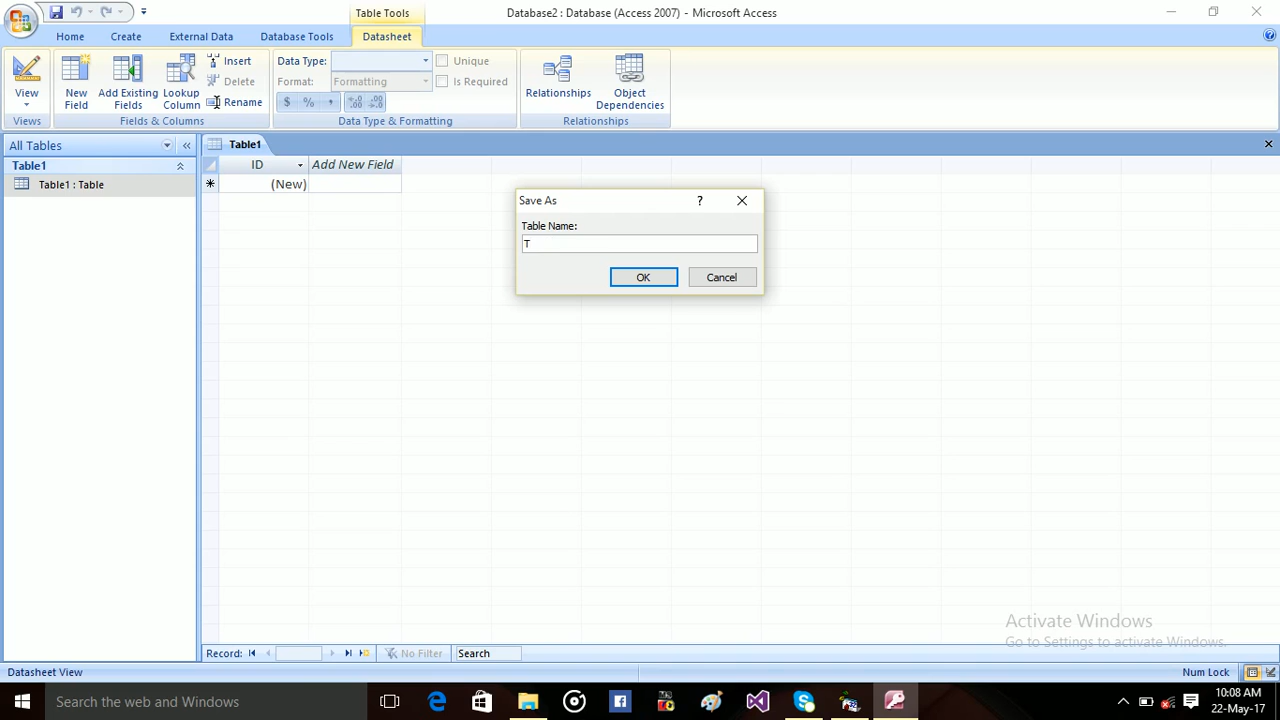 Table Tools
Database2 : Database (Access 2007) - Microsoft Access
Home Create External Data Database Tools Datasheet
View
Views
New Field
Add Existing Fields
Lookup Column
Insert
Delete
Rename
Fields & Columns
Data Type:
Format: Formatting
$ % ,
Unique
Is Required
Data Type & Formatting
Relationships
Object Dependencies
Relationships
All Tables
Table1
Table1 : Table
Table1
ID Add New Field
(New)
Save As
Table Name:
T
OK Cancel
Activate Windows
Go to Settings to activate Windows.
Record: No Filter Search
Datasheet View Num Lock
Search the web and Windows
10:08 AM
22-May-17